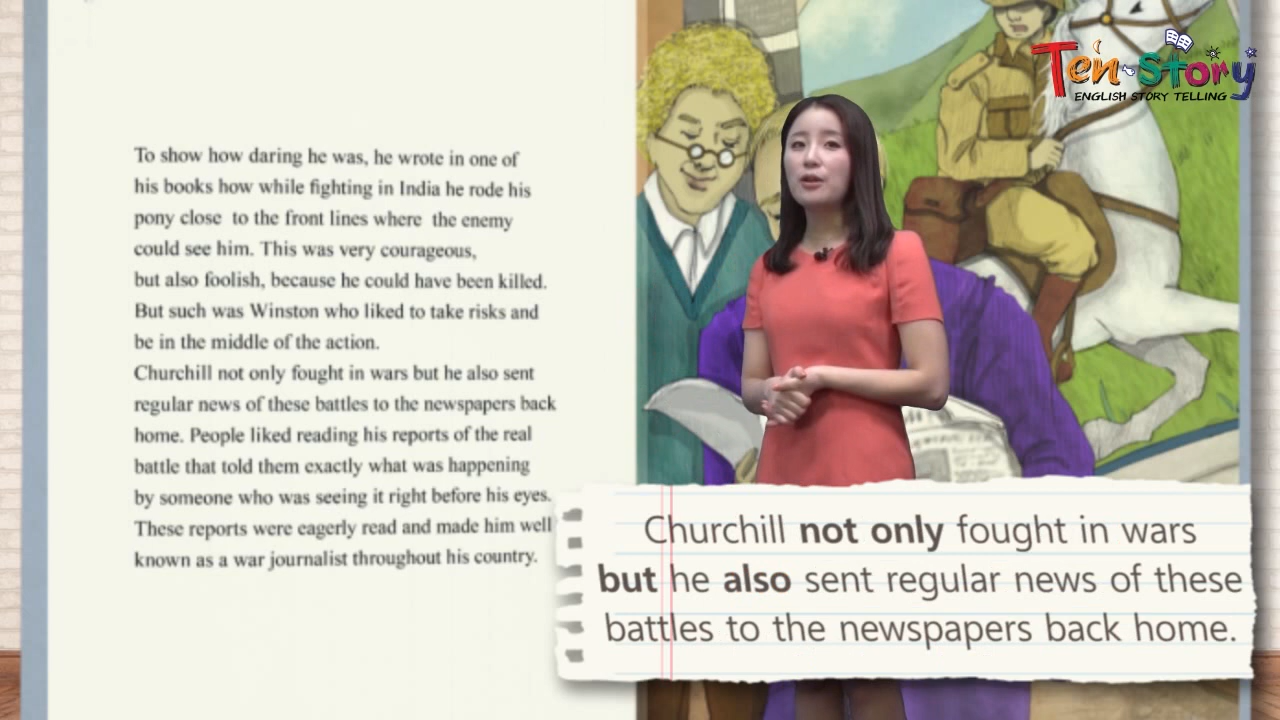 Ten Story
ENGLISH STORY TELLING
To show how daring he was, he wrote in one of
his books how while fighting in India he rode his
pony close to the front lines where the enemy
could see him. This was very courageous,
but also foolish, because he could have been killed.
But such was Winston who liked to take risks and
be in the middle of the action.
Churchill not only fought in wars but he also sent
regular news of these battles to the newspapers back
home. People liked reading his reports of the real
battle that told them exactly what was happening
by someone who was seeing it right before his eyes.
These reports were eagerly read and made him well
known as a war journalist throughout his country.
Churchill not only fought in wars
but he also sent regular news of these
battles to the newspapers back home.